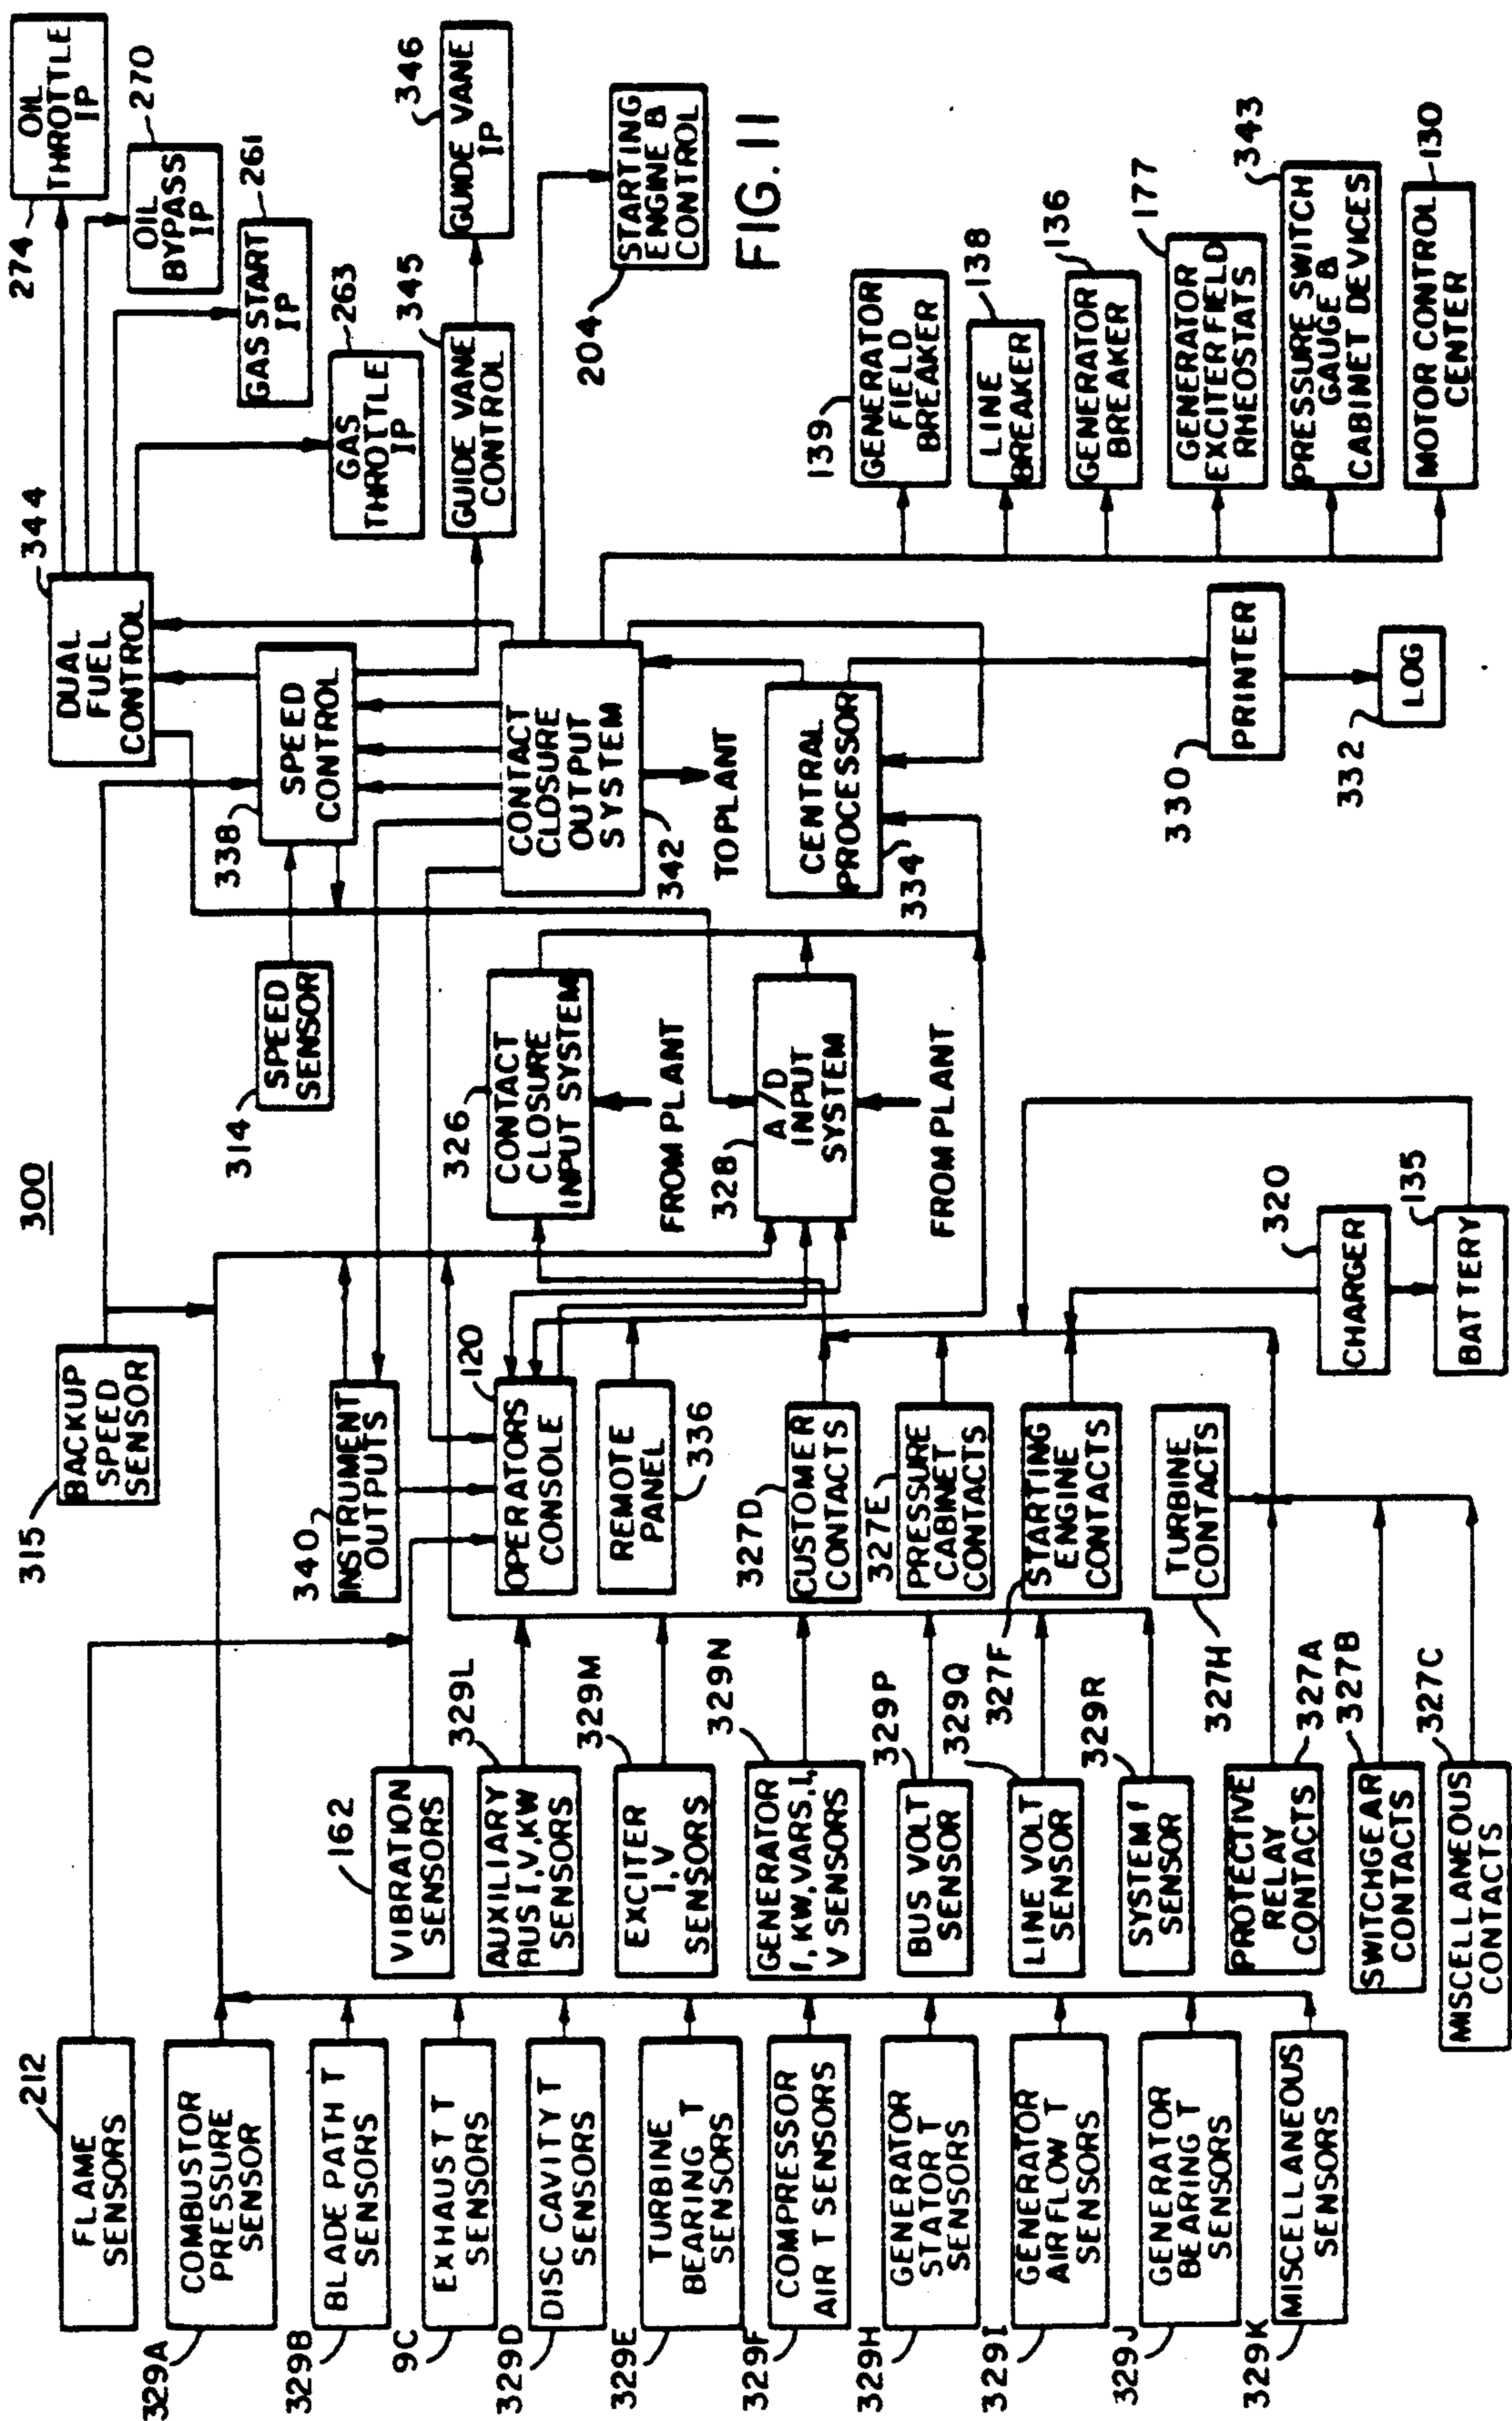 300
212
FLAME
SENSORS
329A
COMBUSTOR
PRESSURE
SENSOR
329B
BLADE PATH T
SENSORS
9C
EXHAUS T T
SENSORS
329D
DISC CAVITY T
SENSORS
329E
TURBINE
BEARING T
SENSORS
329F
COMPRESSOR
AIR T SENSORS
329H
GENERATOR
STATOR T
SENSORS
329I
GENERATOR
AIRFLOW T
SENSORS
329J
GENERATOR
BEARING T
SENSORS
329K
MISCELLANEOUS
SENSORS
162
VIBRATION
SENSORS
329L
AUXILIARY
BUS I,V,KW
SENSORS
329M
EXCITER
I,V
SENSORS
329N
GENERATOR
f,KW,VARS,I,
V SENSORS
329P
BUS VOLT
SENSOR
329Q
LINE VOLT
SENSOR
329R
SYSTEM f
SENSOR
327A
PROTECTIVE
RELAY
CONTACTS
327B
SWITCHGEAR
CONTACTS
327C
MISCELLANEOUS
CONTACTS
315
BACKUP
SPEED
SENSOR
340
INSTRUMENT
OUTPUTS
120
OPERATORS
CONSOLE
REMOTE
PANEL
336
327D
CUSTOMER
CONTACTS
327E
PRESSURE
CABINET
CONTACTS
327F
STARTING
ENGINE
CONTACTS
327H
TURBINE
CONTACTS
320
CHARGER
135
BATTERY
314
SPEED
SENSOR
326
CONTACT
CLOSURE
INPUT SYSTEM
FROM PLANT
328
A/D
INPUT
SYSTEM
FROM PLANT
344
DUAL
FUEL
CONTROL
338
SPEED
CONTROL
CONTACT
CLOSURE
OUTPUT
SYSTEM
342
TO PLANT
CENTRAL
PROCESSOR
334
330
PRINTER
332
LOG
274
OIL
THROTTLE
IP
270
OIL
BYPASS
IP
261
GAS START
IP
263
GAS
THROTTLE
IP
345
GUIDE VANE
CONTROL
346
GUIDE VANE
IP
204
STARTING
ENGINE &
CONTROL
FIG. 11
139
GENERATOR
FIELD
BREAKER
138
LINE
BREAKER
136
GENERATOR
BREAKER
177
GENERATOR
EXCITER FIELD
RHEOSTATS
343
PRESSURE SWITCH
GAUGE &
CABINET DEVICES
130
MOTOR CONTROL
CENTER